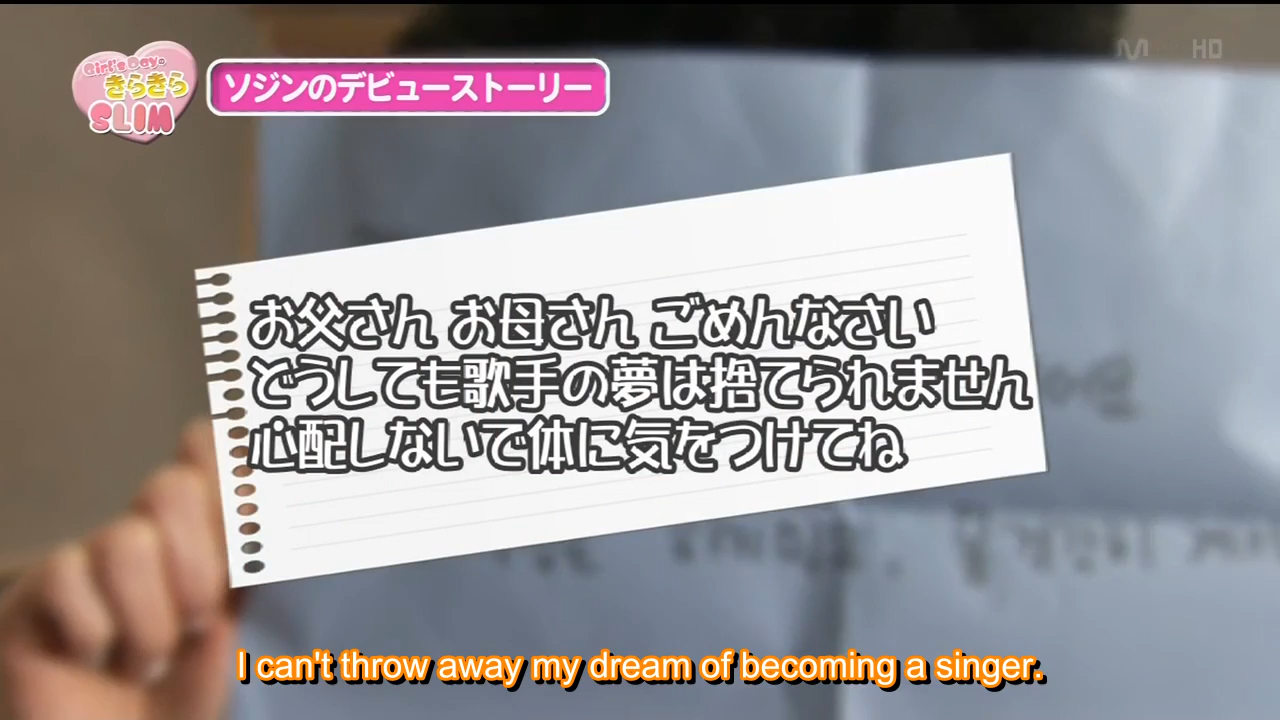 Girl's Dayの
きらきら
SLIM
ソジンのデビューストーリー
HD
お父さん お母さん ごめんなさい
どうしても歌手の夢は捨てられません
心配しないで体に気をつけてね
I can't throw away my dream of becoming a singer.